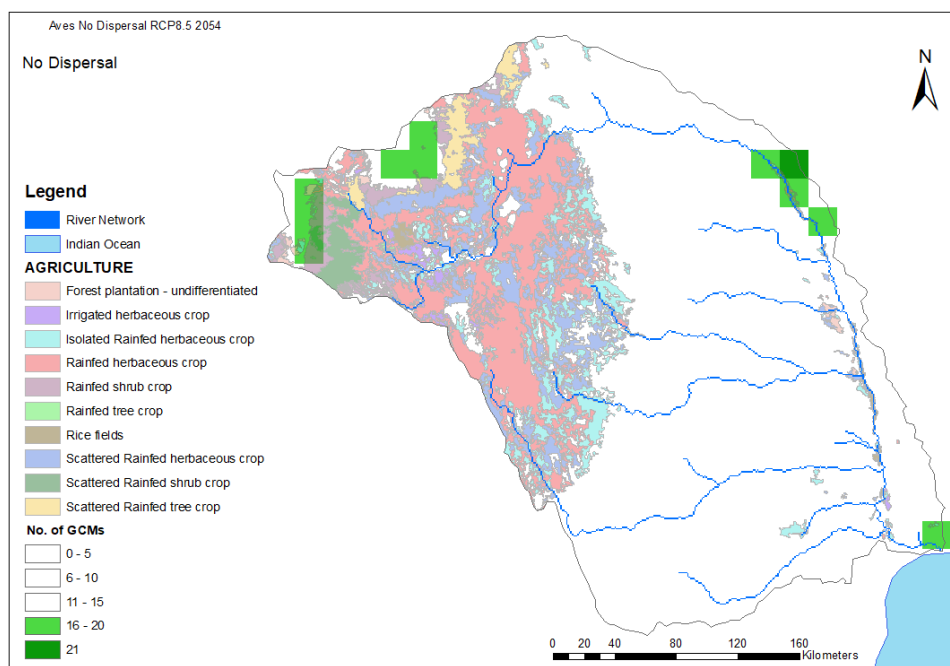 Aves No Dispersal RCP8.5 2054
No Dispersal
N
Legend
River Network
Indian Ocean
AGRICULTURE
Forest plantation - undifferentiated
Irrigated herbaceous crop
Isolated Rainfed herbaceous crop
Rainfed herbaceous crop
Rainfed shrub crop
Rainfed tree crop
Rice fields
Scattered Rainfed herbaceous crop
Scattered Rainfed shrub crop
Scattered Rainfed tree crop
No. of GCMs
0 - 5
6 - 10
11 - 15
16 - 20
21
0 20 40 80 120 160
Kilometers